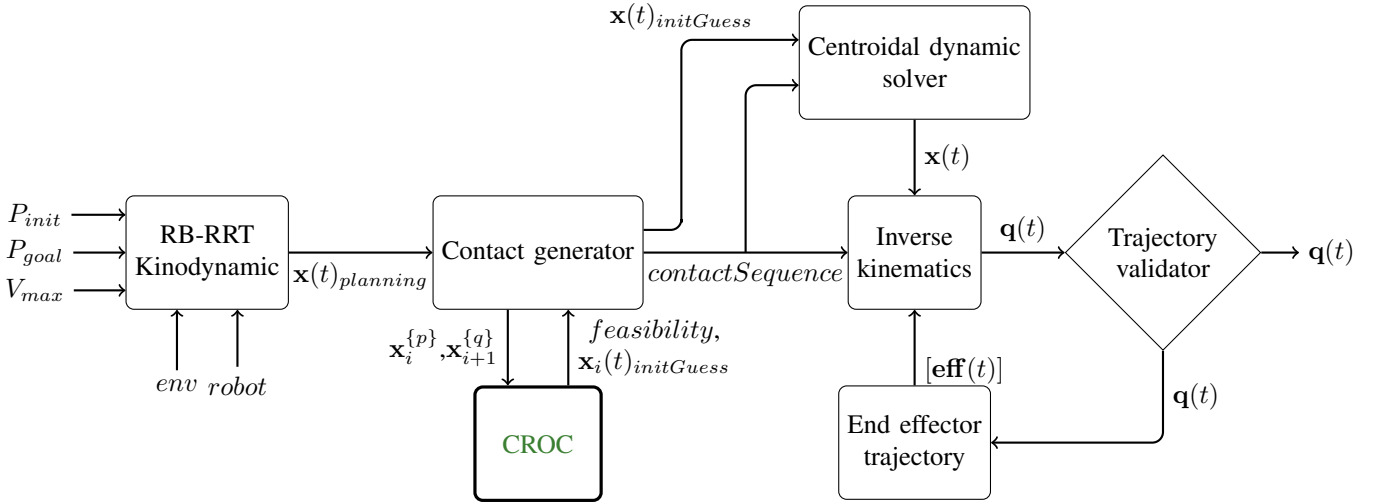 x(t)_{initGuess}
Centroidal dynamic
solver
x(t)
P_{init}
P_{goal}
V_{max}
RB-RRT
Kinodynamic
x(t)_{planning}
env robot
Contact generator
contactSequence
x_i^{\{p\}},x_{i+1}^{\{q\}}
feasibility,
x_i(t)_{initGuess}
CROC
Inverse
kinematics
q(t)
Trajectory
validator
q(t)
[eff(t)]
q(t)
End effector
trajectory